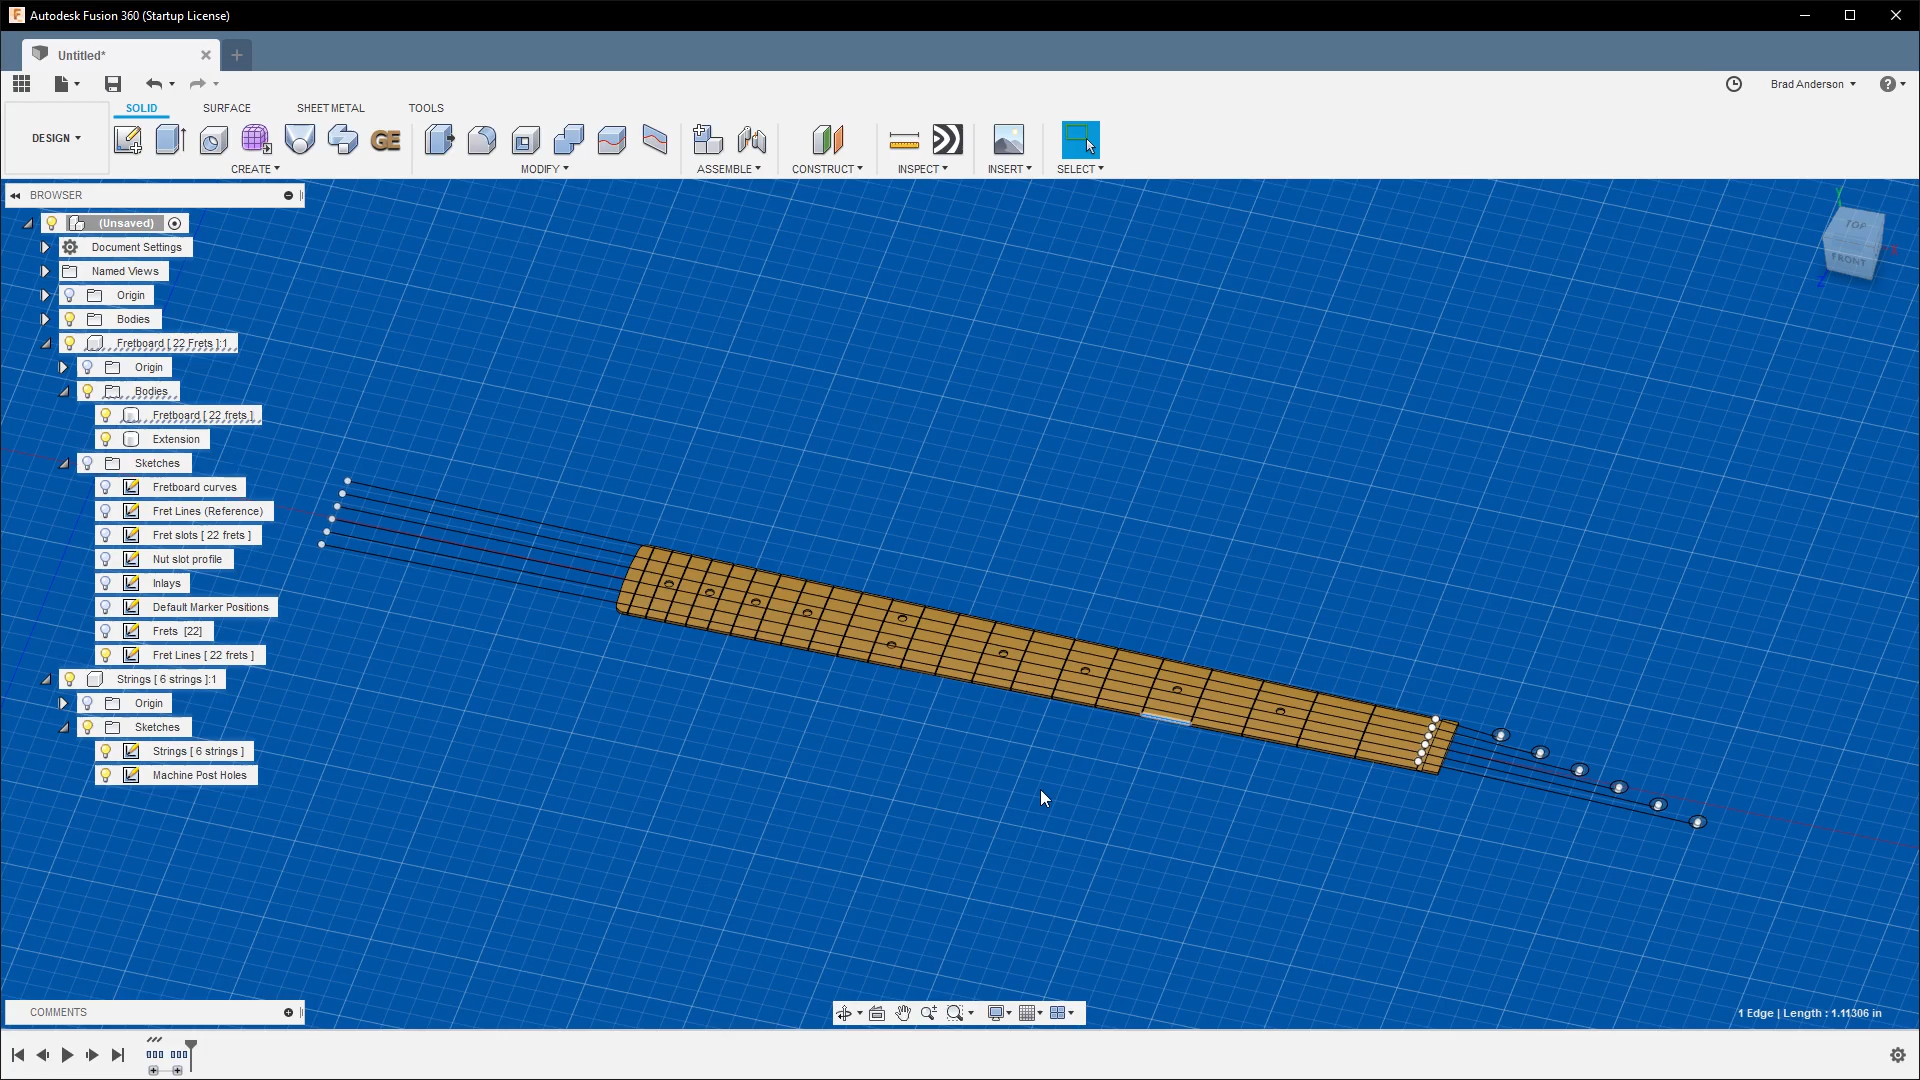 Autodesk Fusion 360 (Startup License)
Untitled*
Brad Anderson
DESIGN
SOLID
SURFACE
SHEET METAL
TOOLS
GE
CREATE
MODIFY
ASSEMBLE
CONSTRUCT
INSPECT
INSERT
SELECT
BROWSER
(Unsaved)
Document Settings
Named Views
Origin
Bodies
Fretboard [ 22 Frets ]:1
Origin
Bodies
Fretboard [ 22 frets ]
Extension
Sketches
Fretboard curves
Fret Lines (Reference)
Fret slots [ 22 frets ]
Nut slot profile
Inlays
Default Marker Positions
Frets [22]
Fret Lines [ 22 frets ]
Strings [ 6 strings ]:1
Origin
Sketches
Strings [ 6 strings ]
Machine Post Holes
Y
TOP
X
FRONT
Z
COMMENTS
1 Edge | Length : 1.11306 in